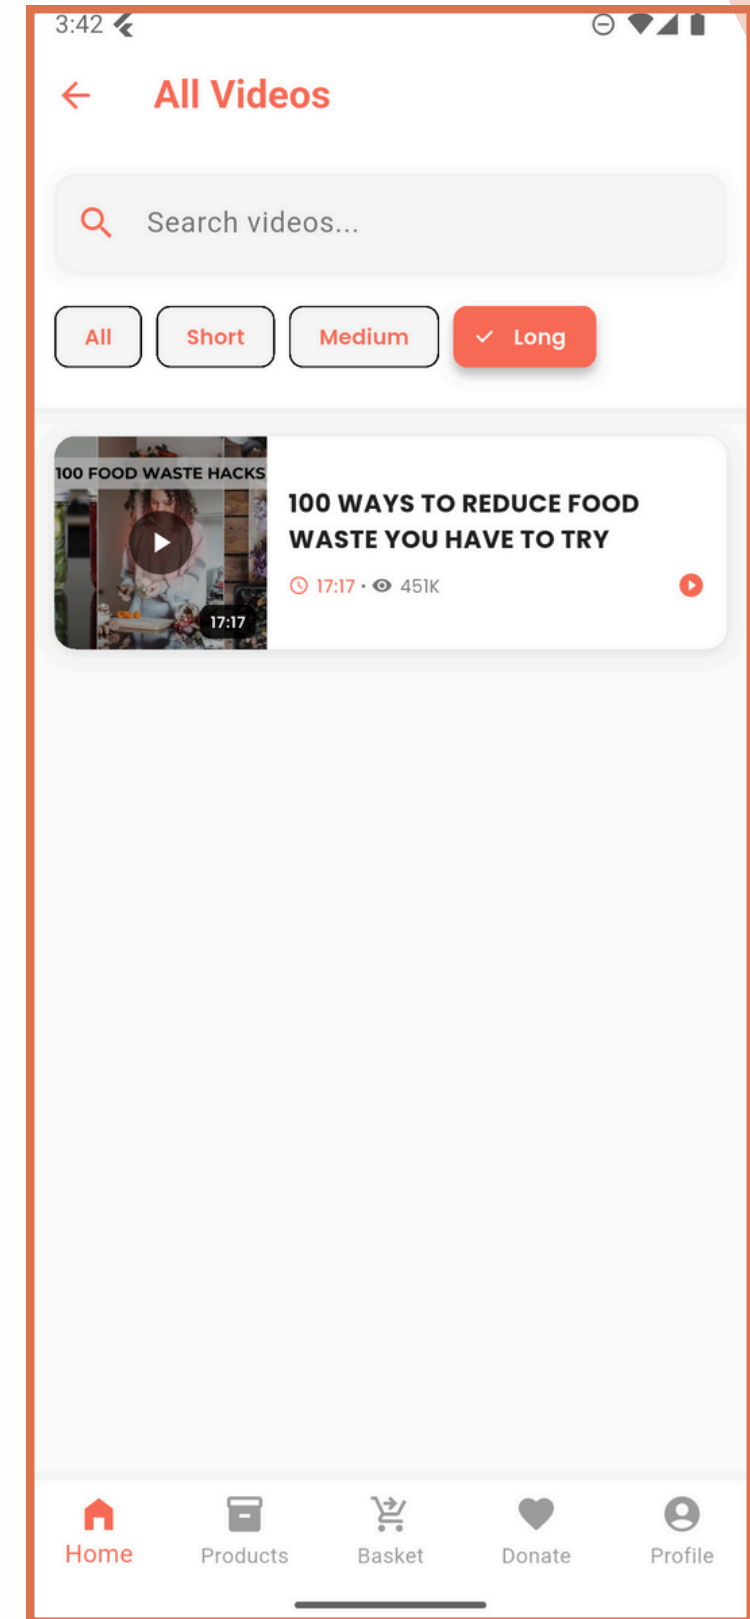 3:42
All Videos
Search videos...
All
Short
Medium
Long
100 FOOD WASTE HACKS
17:17
100 WAYS TO REDUCE FOOD
WASTE YOU HAVE TO TRY
17:17 • 451K
Home
Products
Basket
Donate
Profile